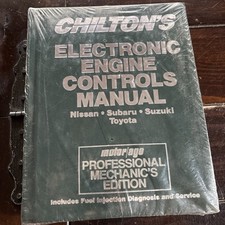 CHILTON'S
ELECTRONIC
ENGINE
CONTROLS
MANUAL
Nissan • Subaru • Suzuki
Toyota
motor/age
PROFESSIONAL
MECHANIC'S
EDITION
Includes Fuel Injection Diagnosis and Service